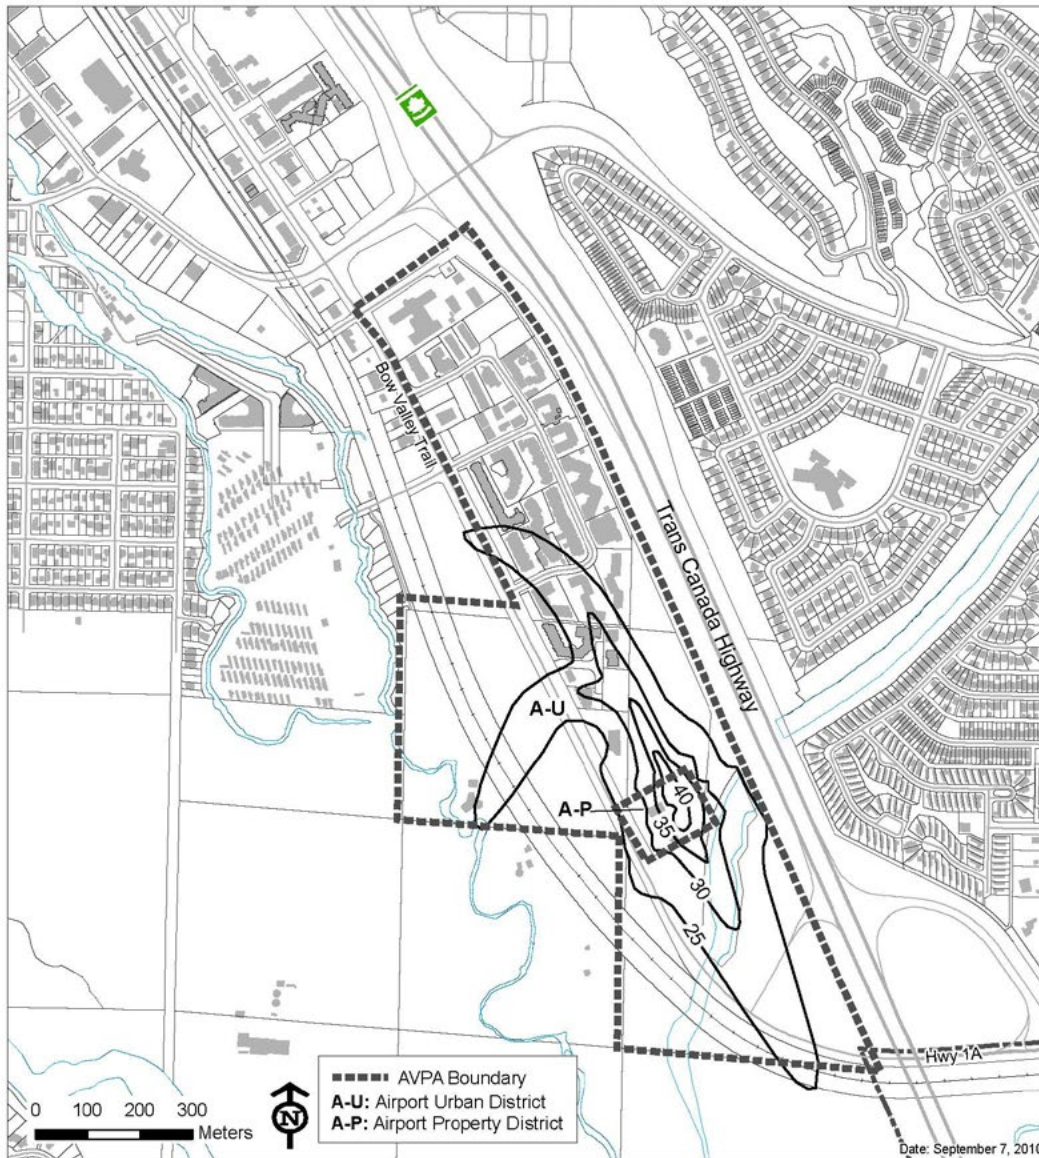 Bow Valley Trail
Trans Canada Highway
A-U
A-P
40
35
30
25
Hwy 1A
AVPA Boundary
A-U: Airport Urban District
A-P: Airport Property District
0 100 200 300
Meters
N
Date: September 7, 2010